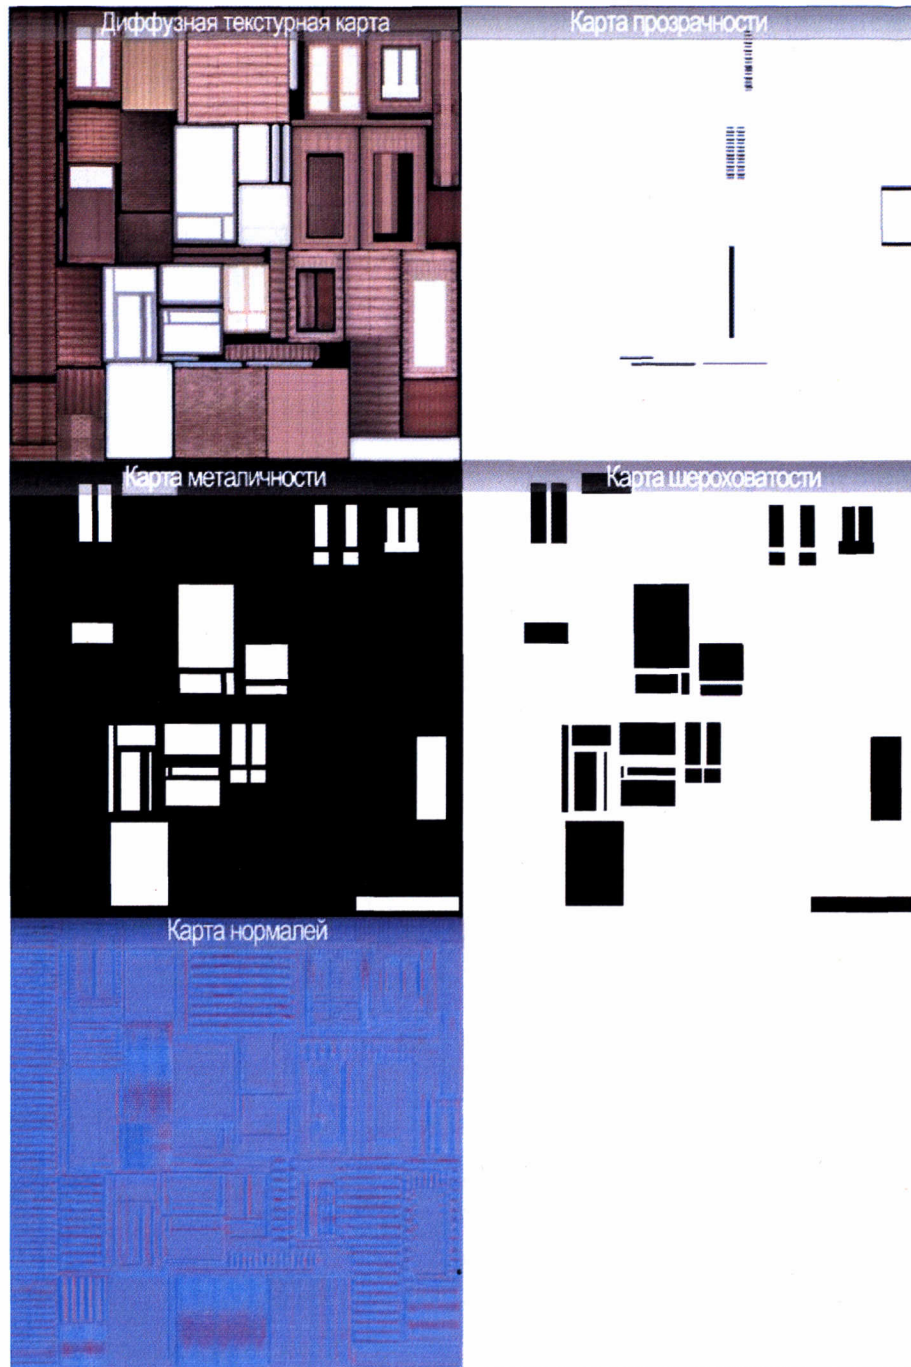 Диффузная текстурная карта
Карта прозрачности
Карта металичности
Карта шероховатости
Карта нормалей